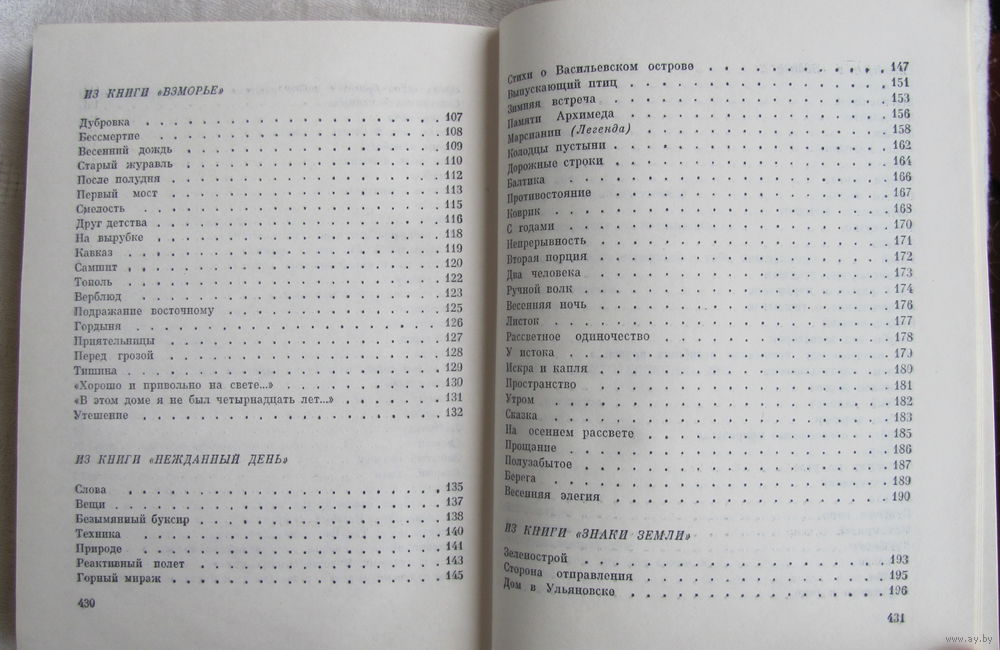 ИЗ КНИГИ «ВЗМОРЬЕ»
Дубровка 107
Бессмертие 108
Весенний дождь 109
Старый журавль 110
После полудня 112
Первый мост 113
Смелость 115
Друг детства 116
На вырубке 118
Кавказ 119
Самшит 120
Тополь 122
Верблюд 123
Подражание восточному 125
Гордыня 126
Приятельницы 127
Перед грозой 128
Тишина 129
«Хорошо и привольно на свете...» 130
«В этом доме я не был четырнадцать лет...» 131
Утешение 132
ИЗ КНИГИ «НЕЖДАННЫЙ ДЕНЬ»
Слова 135
Вещи 137
Безымянный буксир 138
Техника 140
Природе 141
Реактивный полет 143
Горный мираж 145
430
Стихи о Васильевском острове 147
Выпускающий птиц 151
Зимняя встреча 153
Памяти Архимеда 156
Марсианин (Легенда) 158
Колодцы пустыни 162
Дорожные строки 164
Балтика 166
Противостояние 167
Коврик 168
С годами 170
Непрерывность 171
Вторая порция 172
Два человека 173
Ручной волк 174
Весенняя ночь 176
Листок 177
Рассветное одиночество 178
У истока 179
Искра и капля 180
Пространство 181
Утром 182
Сказка 183
На осеннем рассвете 185
Прощание 186
Полузабытое 187
Берега 189
Весенняя элегия 190
ИЗ КНИГИ «ЗНАКИ ЗЕМЛИ»
Зеленострой 193
Сторона отправления 195
Дом в Ульяновске 196
431
www.ay.by